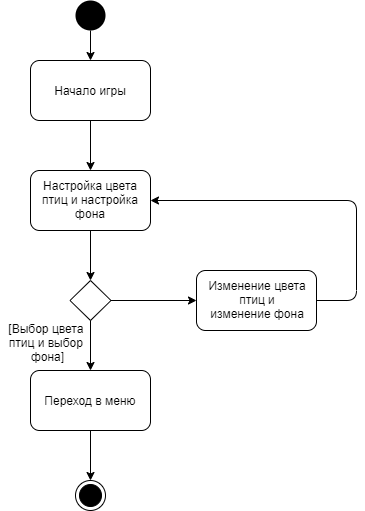 Начало игры
Настройка цвета
птиц и настройка
фона
Изменение цвета
птиц и
изменение фона
[Выбор цвета
птиц и выбор
фона]
Переход в меню